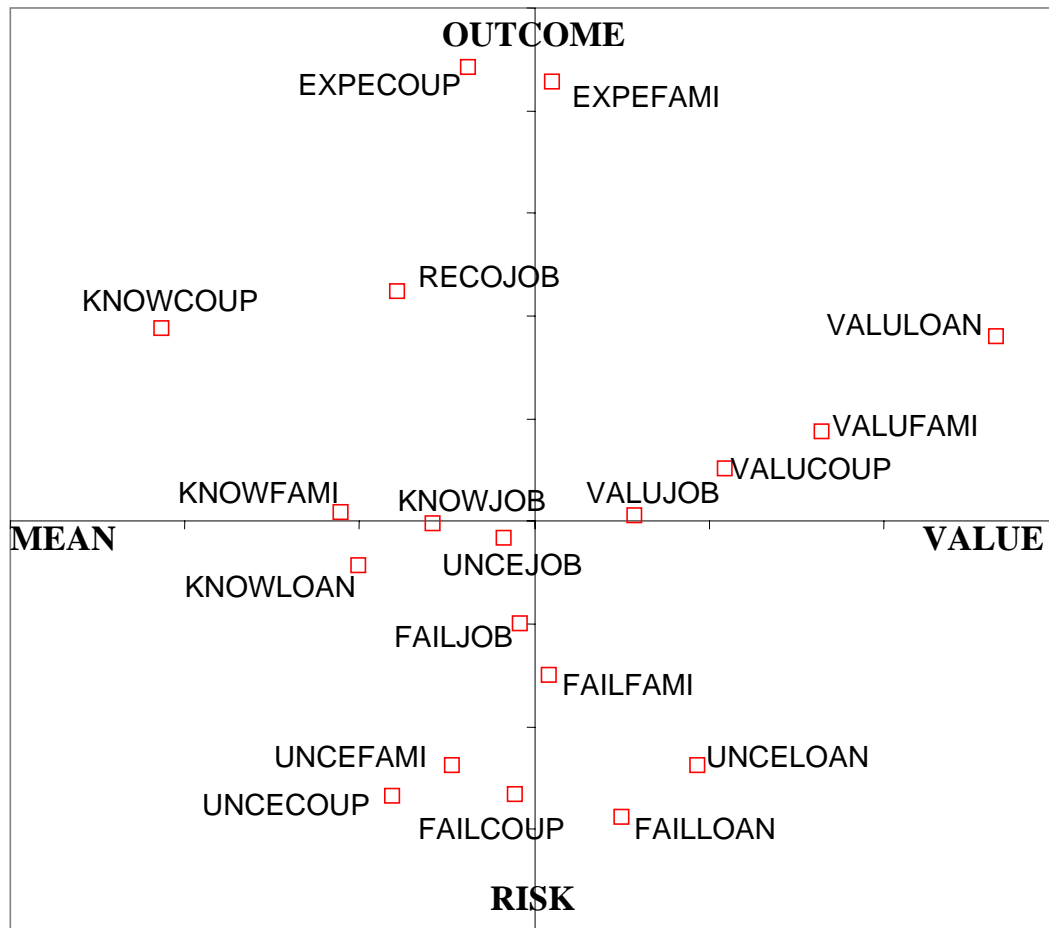 OUTCOME
EXPECOUP
EXPEFAMI
RECOJOB
KNOWCOUP
VALULOAN
VALUFAMI
VALUCOUP
KNOWFAMI
KNOWJOB
VALUJOB
MEAN
VALUE
UNCEJOB
KNOWLOAN
FAILJOB
FAILFAMI
UNCEFAMI
UNCELOAN
UNCECOUP
FAILCOUP
FAILLOAN
RISK